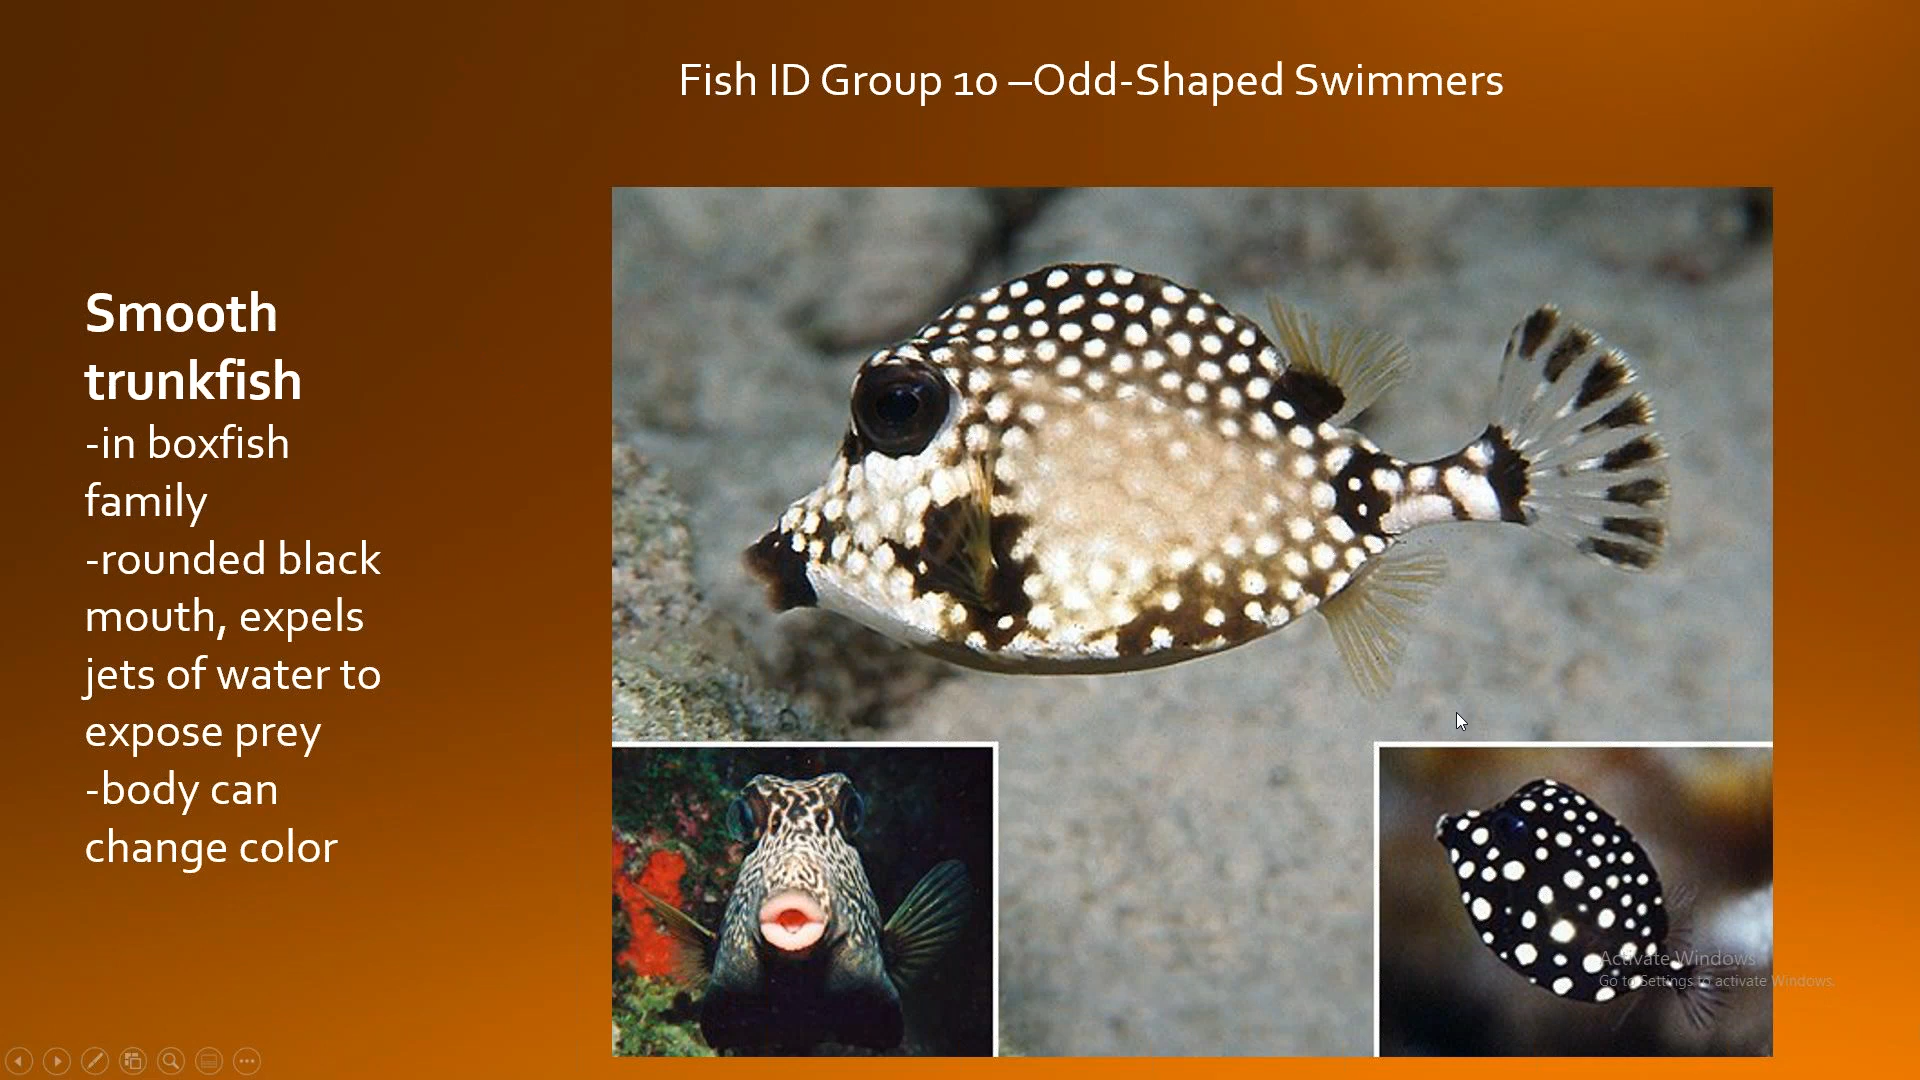 Fish ID Group 10 –Odd-Shaped Swimmers
Smooth
trunkfish
-in boxfish
family
-rounded black
mouth, expels
jets of water to
expose prey
-body can
change color
Activate Windows
Go to Settings to activate Windows.